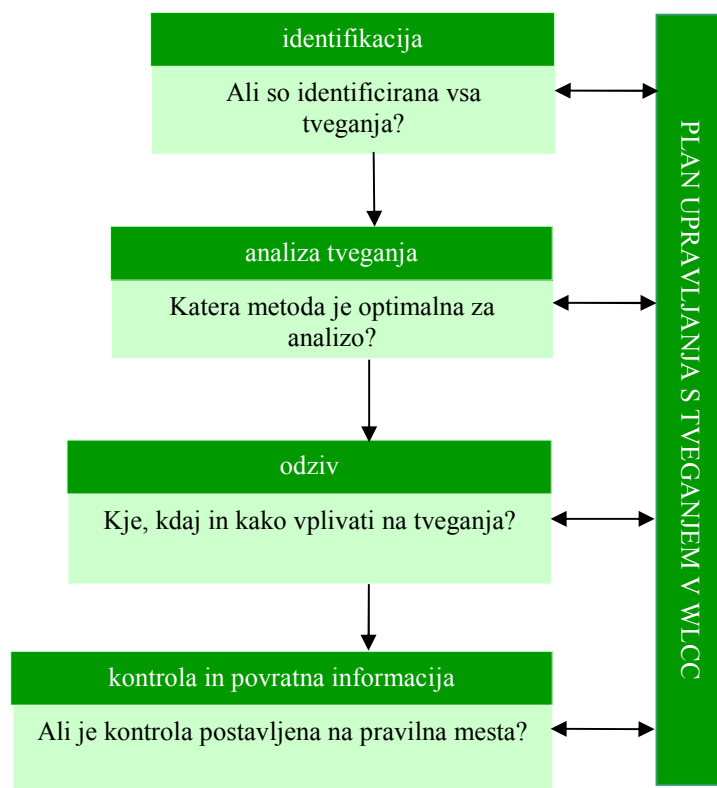 identifikacija
Ali so identificirana vsa
tveganja?
analiza tveganja
Katera metoda je optimalna za
analizo?
odziv
Kje, kdaj in kako vplivati na tveganja?
kontrola in povratna informacija
Ali je kontrola postavljena na pravilna mesta?
PLAN UPRAVLJANJA S TVEGANJEM V WLCC